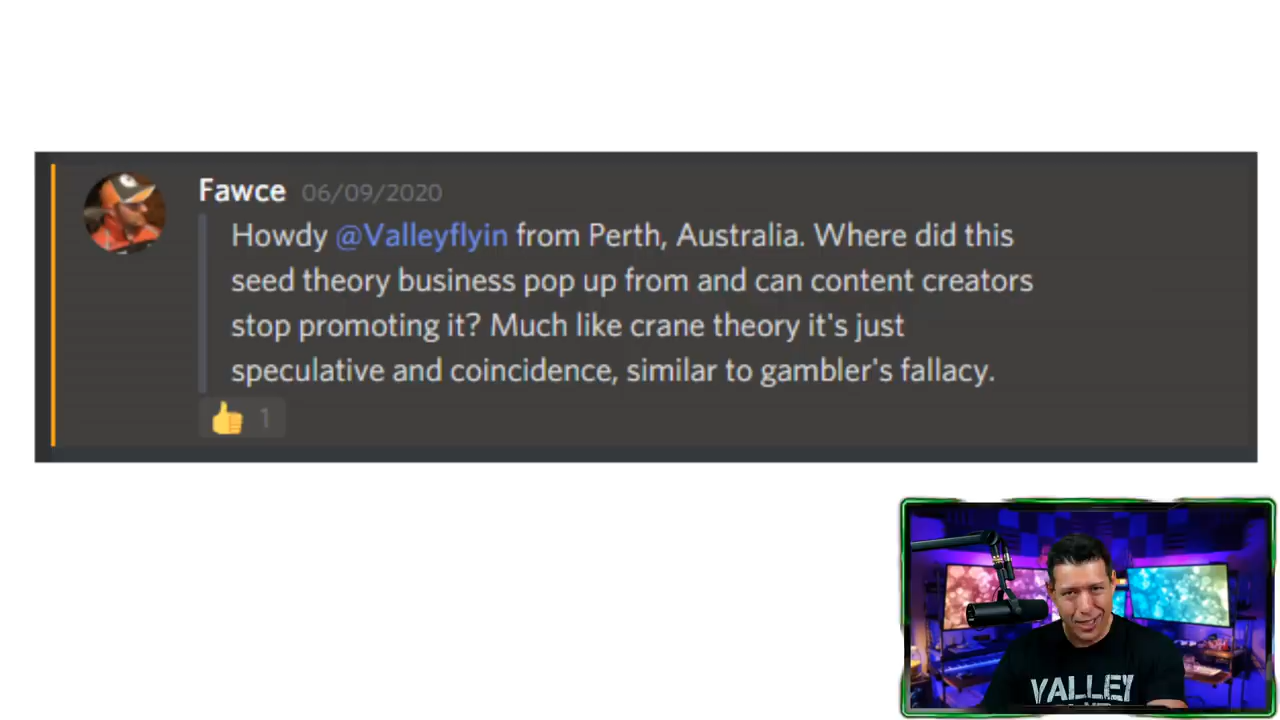 Fawce 06/09/2020
Howdy @Valleyflyin from Perth, Australia. Where did this
seed theory business pop up from and can content creators
stop promoting it? Much like crane theory it's just
speculative and coincidence, similar to gambler's fallacy.
👍 1
VALLEY